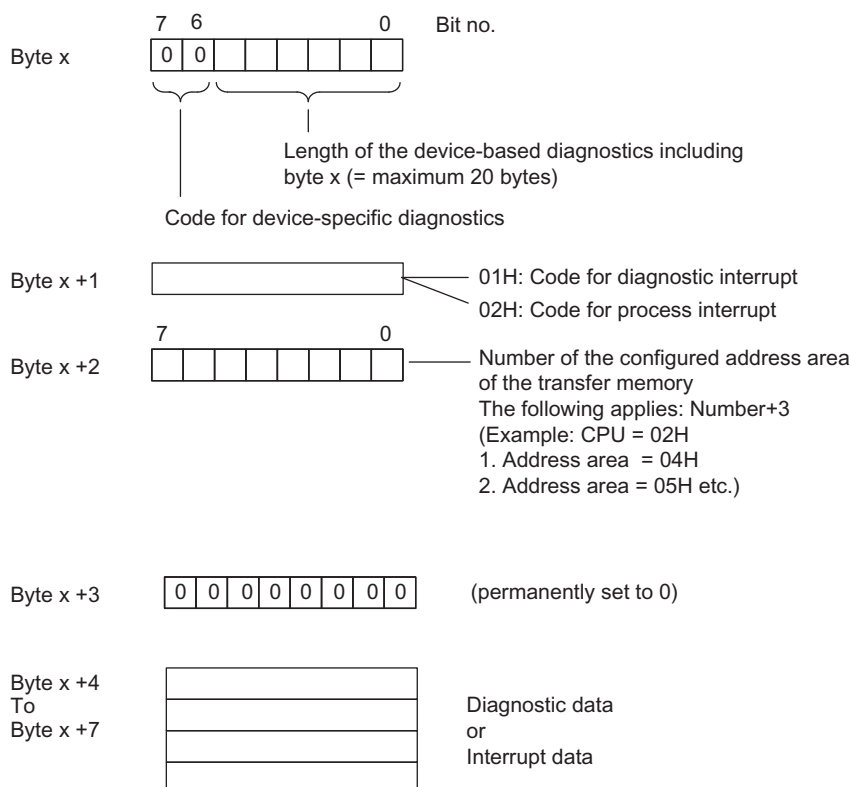 7 6 0 Bit no.
Byte x 0 0
Length of the device-based diagnostics including
byte x (= maximum 20 bytes)
Code for device-specific diagnostics
Byte x +1
01H: Code for diagnostic interrupt
02H: Code for process interrupt
7 0
Byte x +2
Number of the configured address area
of the transfer memory
The following applies: Number+3
(Example: CPU = 02H
1. Address area = 04H
2. Address area = 05H etc.)
Byte x +3 0 0 0 0 0 0 0 0 (permanently set to 0)
Byte x +4
To
Byte x +7
Diagnostic data
or
Interrupt data